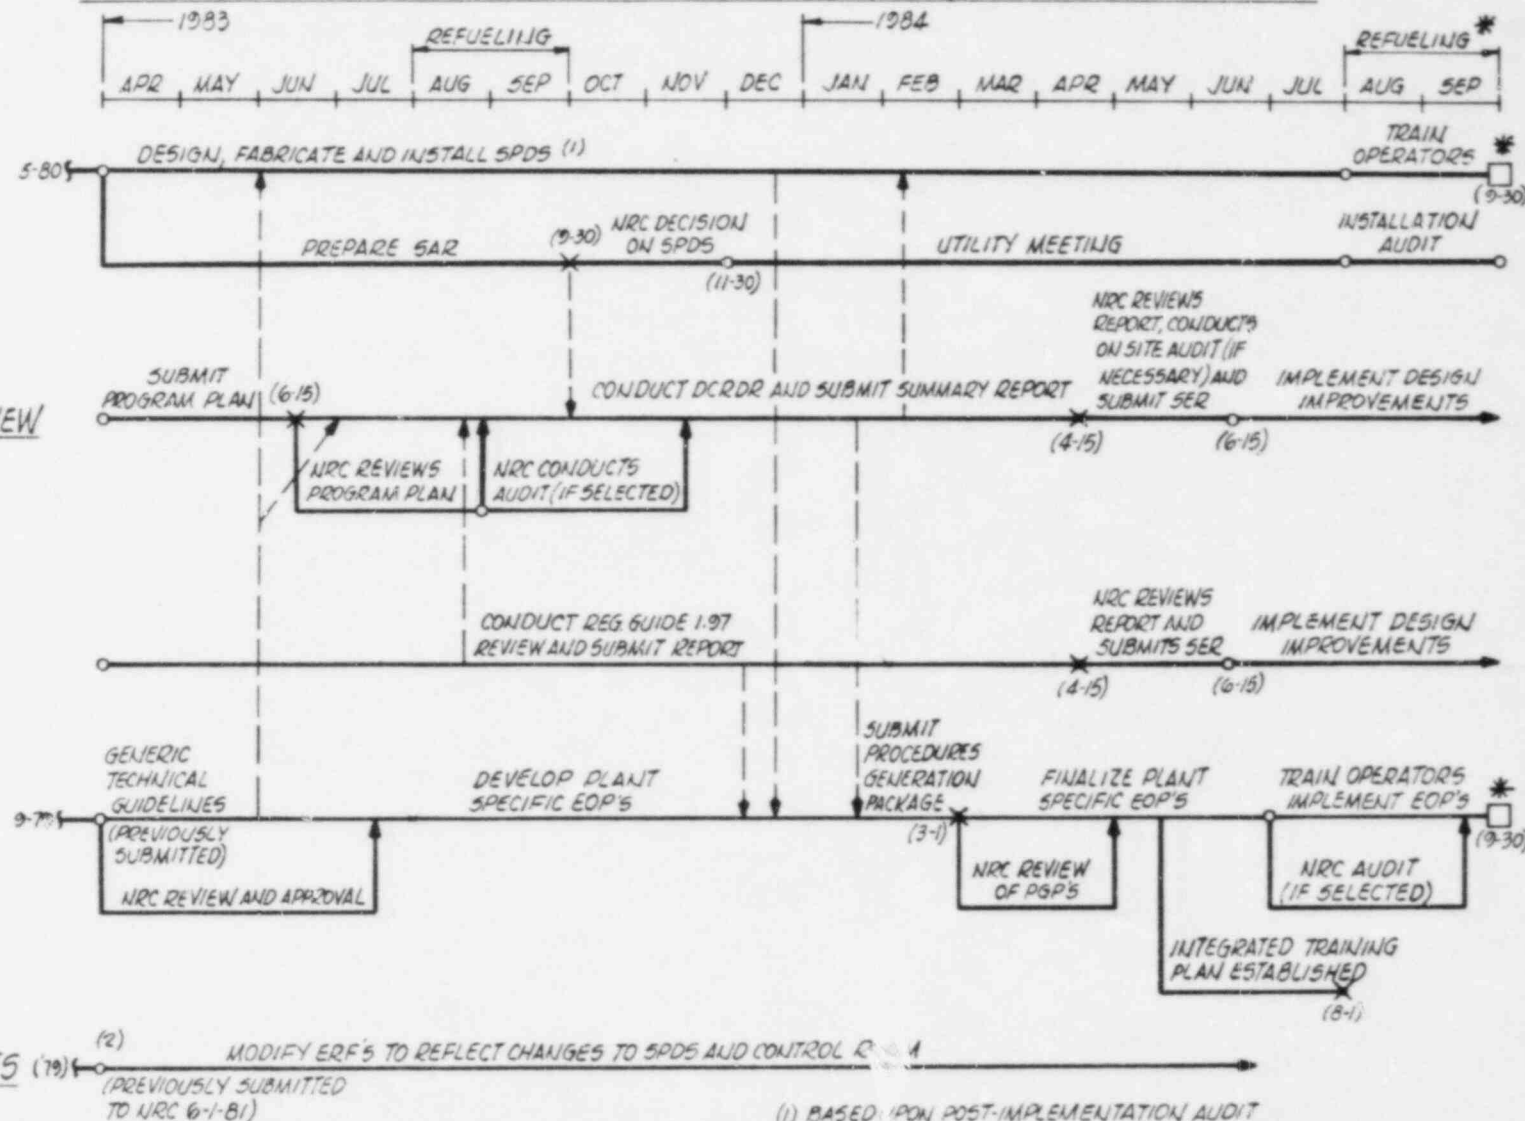 1983
1984
REFUELING
REFUELING *
APR MAY JUN JUL AUG SEP OCT NOV DEC JAN FEB MAR APR MAY JUN JUL AUG SEP
5-80
DESIGN, FABRICATE AND INSTALL SPDS (1)
TRAIN
OPERATORS
*
(9-30)
PREPARE SAR
(9-30)
NRC DECISION
ON SPDS
(11-30)
UTILITY MEETING
INSTALLATION
AUDIT
EW
SUBMIT
PROGRAM PLAN
(6-15)
CONDUCT DCRDR AND SUBMIT SUMMARY REPORT
NRC REVIEWS
REPORT, CONDUCTS
ON SITE AUDIT (IF
NECESSARY) AND
SUBMIT SER
(4-15)
(6-15)
IMPLEMENT DESIGN
IMPROVEMENTS
NRC REVIEWS
PROGRAM PLAN
NRC CONDUCTS
AUDIT (IF SELECTED)
CONDUCT REG. GUIDE 1.97
REVIEW AND SUBMIT REPORT
NRC REVIEWS
REPORT AND
SUBMITS SER
(4-15)
(6-15)
IMPLEMENT DESIGN
IMPROVEMENTS
GENERIC
TECHNICAL
GUIDELINES
(PREVIOUSLY
SUBMITTED)
NRC REVIEW AND APPROVAL
DEVELOP PLANT
SPECIFIC EOP'S
SUBMIT
PROCEDURES
GENERATION
PACKAGE
(3-1)
FINALIZE PLANT
SPECIFIC EOP'S
TRAIN OPERATORS
IMPLEMENT EOP'S
*
(9-30)
NRC REVIEW
OF PGP'S
NRC AUDIT
(IF SELECTED)
INTEGRATED TRAINING
PLAN ESTABLISHED
(8-1)
S ('79)
(2)
MODIFY ERF'S TO REFLECT CHANGES TO SPDS AND CONTROL
(PREVIOUSLY SUBMITTED
TO NRC 6-1-81)
(1) BASED UPON POST-IMPLEMENTATION AUDIT